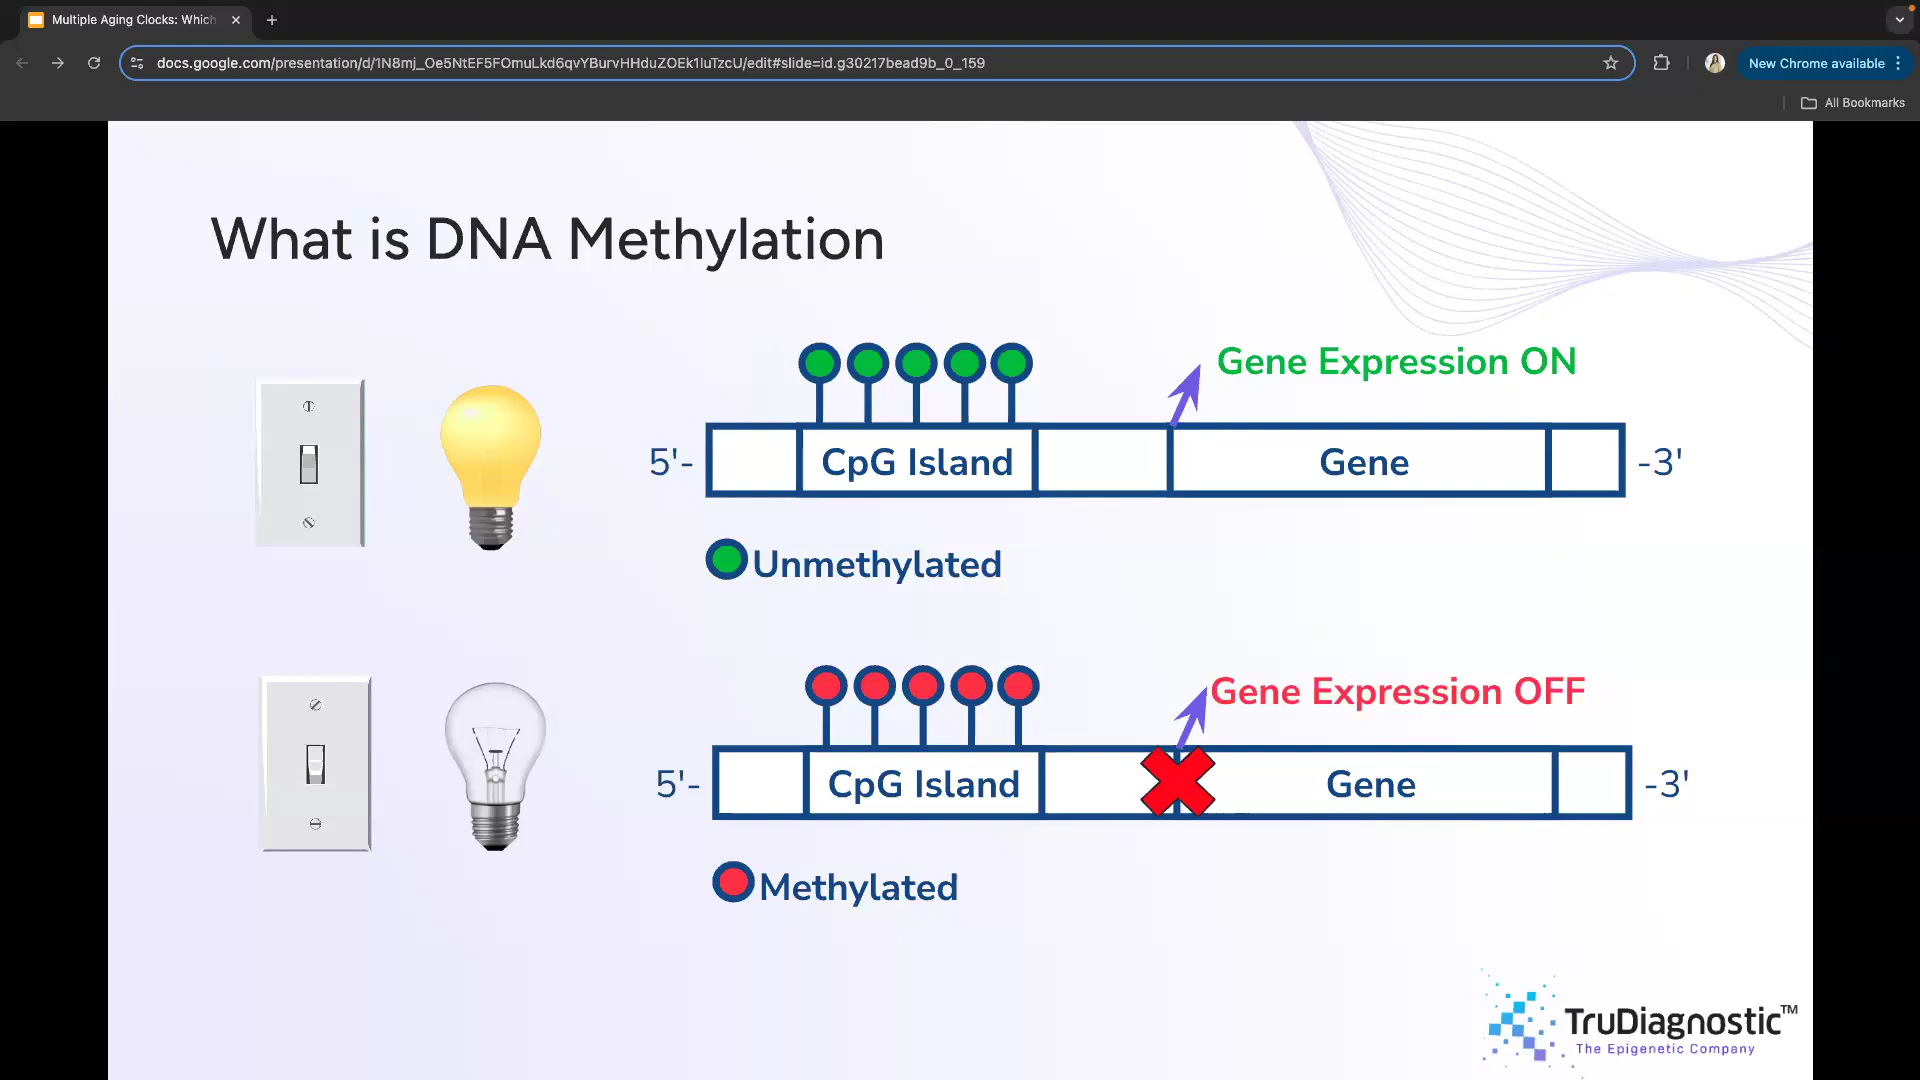 Multiple Aging Clocks: Which
docs.google.com/presentation/d/1N8mj_Oe5NtEF5FOmuLkd6qvYBurvHHduZOEk1IuTzcU/edit#slide=id.g30217bead9b_0_159
New Chrome available
All Bookmarks
What is DNA Methylation
Gene Expression ON
5'-
CpG Island
Gene
-3'
Unmethylated
Gene Expression OFF
5'-
CpG Island
Gene
-3'
Methylated
TruDiagnostic™
The Epigenetic Company